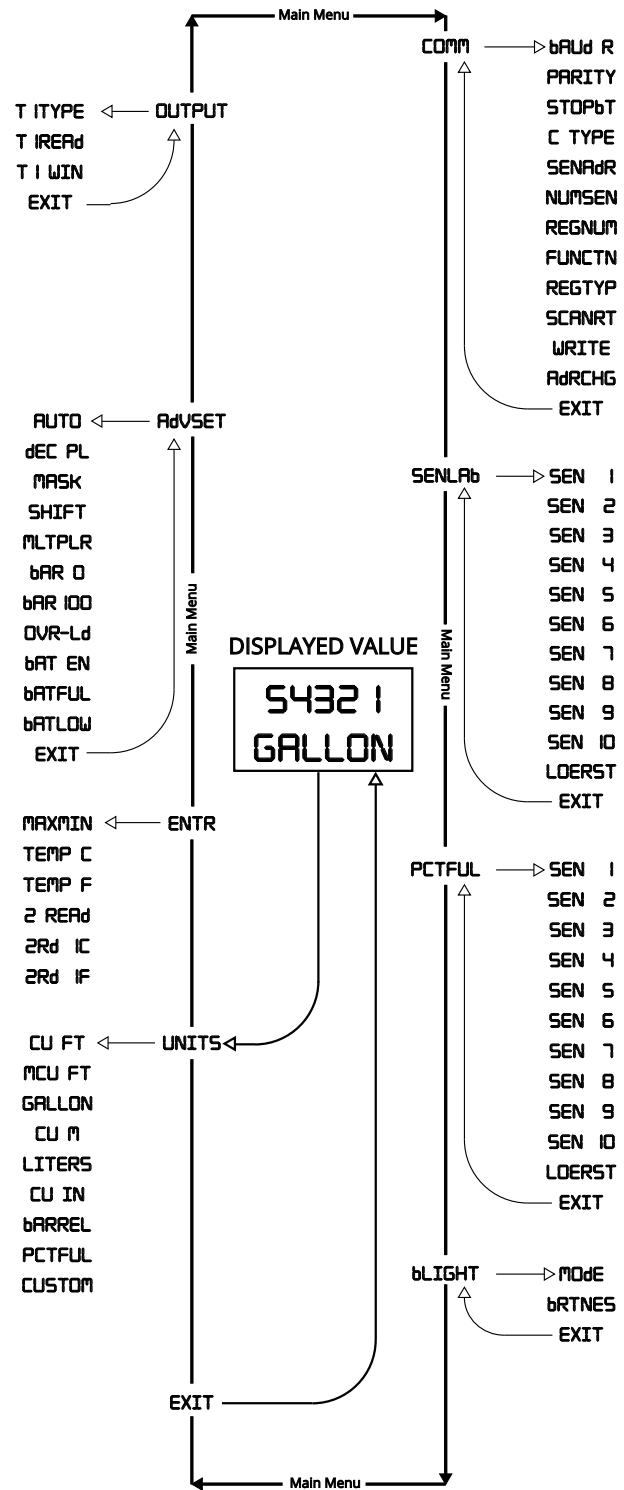 Main Menu
COMM
bAUd R
PARITY
STOPbT
C TYPE
SENAdR
NUMSEN
REGNUM
FUNCTN
REGTYP
SCANRT
WRITE
AdRCHG
EXIT
OUTPUT
T 1TYPE
T 1READ
T 1 WIN
EXIT
AdVSET
AUTO
dEC PL
MASK
SHIFT
MLTPLR
bAR 0
bAR 100
OVR-Ld
bAT EN
bATFUL
bATLOW
EXIT
Main Menu
SENLAb
SEN 1
SEN 2
SEN 3
SEN 4
SEN 5
SEN 6
SEN 7
SEN 8
SEN 9
SEN 10
LOERST
EXIT
Main Menu
DISPLAYED VALUE
54321
GALLON
ENTR
MAXMIN
TEMP C
TEMP F
2 READ
2Rd 1C
2Rd 1F
PCTFUL
SEN 1
SEN 2
SEN 3
SEN 4
SEN 5
SEN 6
SEN 7
SEN 8
SEN 9
SEN 10
LOERST
EXIT
UNITS
CU FT
MCU FT
GALLON
CU M
LITERS
CU IN
bARREL
PCTFUL
CUSTOM
bLIGHT
MOdE
bRTNES
EXIT
EXIT
Main Menu